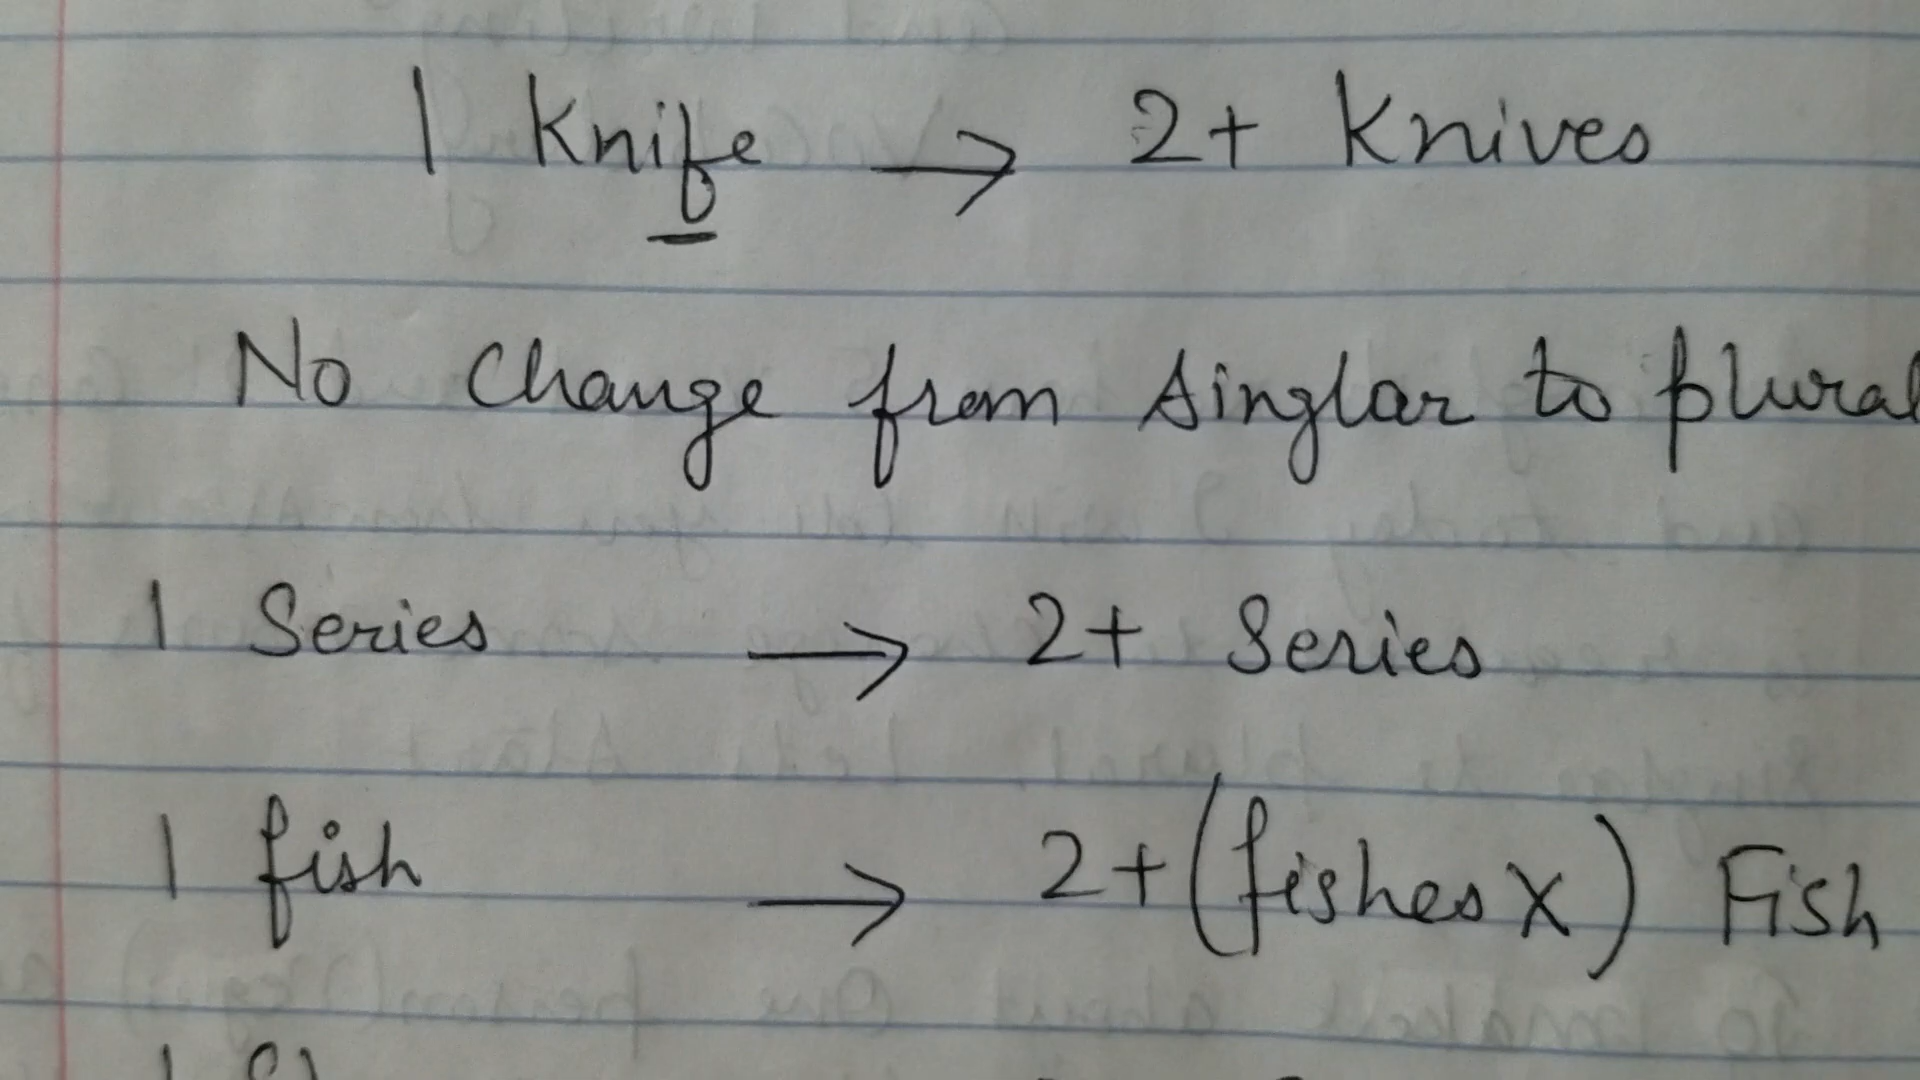 1 Knife → 2+ Knives
No Change from Singlar to plural
1 Series → 2+ Series
1 fish → 2+ (fishes X) Fish